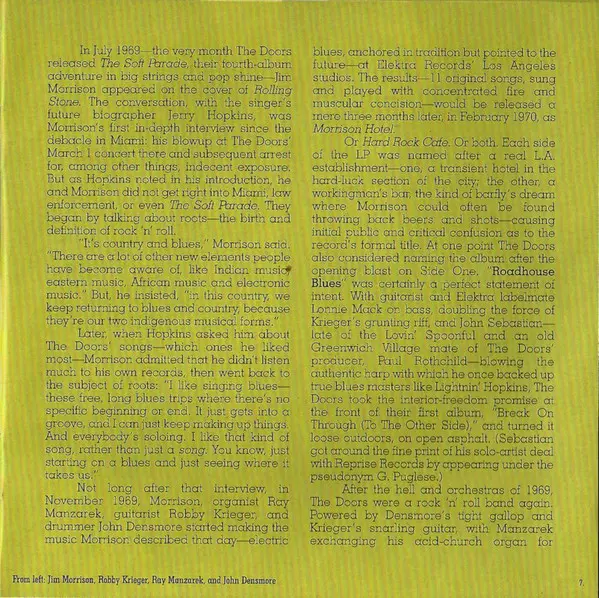 In July 1969—the very month The Doors
released The Soft Parade, their fourth-album
adventure in big strings and pop shine—Jim
Morrison appeared on the cover of Rolling
Stone. The conversation, with the singer's
future biographer Jerry Hopkins, was
Morrison's first in-depth interview since the
debacle in Miami: his blowup at The Doors'
March 1 concert there and subsequent arrest
for, among other things, indecent exposure.
But as Hopkins noted in his introduction, he
and Morrison did not get right into Miami, law
enforcement, or even The Soft Parade. They
began by talking about roots—the birth and
definition of rock 'n' roll.
"It's country and blues," Morrison said.
"There are a lot of other new elements people
have become aware of, like Indian music,
eastern music, African music and electronic
music." But, he insisted, "in this country, we
keep returning to blues and country, because
they're our two indigenous musical forms."
Later, when Hopkins asked him about
The Doors' songs—which ones he liked
most—Morrison admitted that he didn't listen
much to his own records, then went back to
the subject of roots: "I like singing blues—
these free, long blues trips where there's no
specific beginning or end. It just gets into a
groove, and I can just keep making up things.
And everybody's soloing. I like that kind of
song, rather than just a song. You know, just
starting on a blues and just seeing where it
takes us."
Not long after that interview, in
November 1969, Morrison, organist Ray
Manzarek, guitarist Robby Krieger, and
drummer John Densmore started making the
music Morrison described that day—electric
blues, anchored in tradition but pointed to the
future—at Elektra Records' Los Angeles
studios. The results—11 original songs, sung
and played with concentrated fire and
muscular concision—would be released a
mere three months later, in February 1970, as
Morrison Hotel.
Or Hard Rock Cafe. Or both. Each side
of the LP was named after a real L.A.
establishment—one, a transient hotel in the
hard-luck section of the city; the other, a
workingman's bar, the kind of barfly's dream
where Morrison could often be found
throwing back beers and shots—causing
initial public and critical confusion as to the
record's formal title. At one point The Doors
also considered naming the album after the
opening blast on Side One. "Roadhouse
Blues" was certainly a perfect statement of
intent. With guitarist and Elektra labelmate
Lonnie Mack on bass, doubling the force of
Krieger's grunting riff, and John Sebastian—
late of the Lovin' Spoonful and an old
Greenwich Village mate of The Doors'
producer, Paul Rothchild—blowing the
authentic harp with which he once backed up
true blues masters like Lightnin' Hopkins, The
Doors took the interior-freedom promise at
the front of their first album, "Break On
Through (To The Other Side)," and turned it
loose outdoors, on open asphalt. (Sebastian
got around the fine print of his solo-artist deal
with Reprise Records by appearing under the
pseudonym G. Puglese.)
After the hell and orchestras of 1969,
The Doors were a rock 'n' roll band again.
Powered by Densmore's tight gallop and
Krieger's snarling guitar, with Manzarek
exchanging his acid-church organ for
From left: Jim Morrison, Robby Krieger, Ray Manzarek, and John Densmore
7.